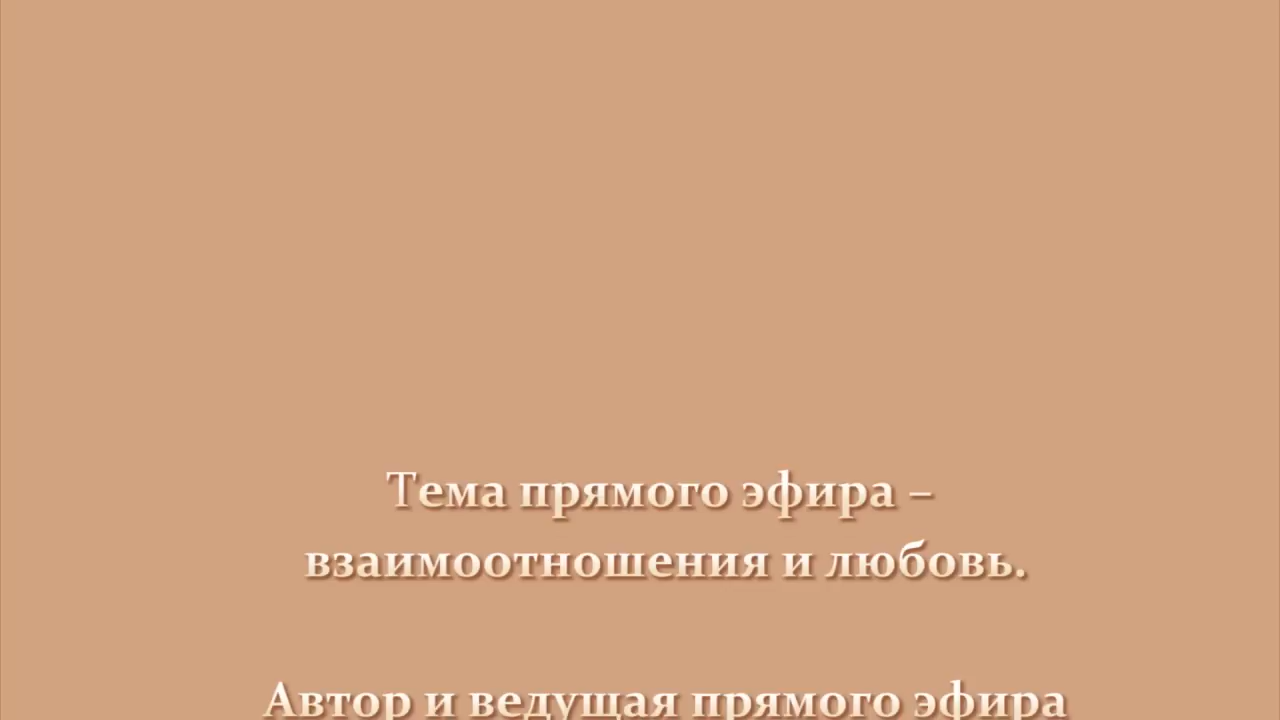 Тема прямого эфира –
взаимоотношения и любовь.
Автор и ведущая прямого эфира